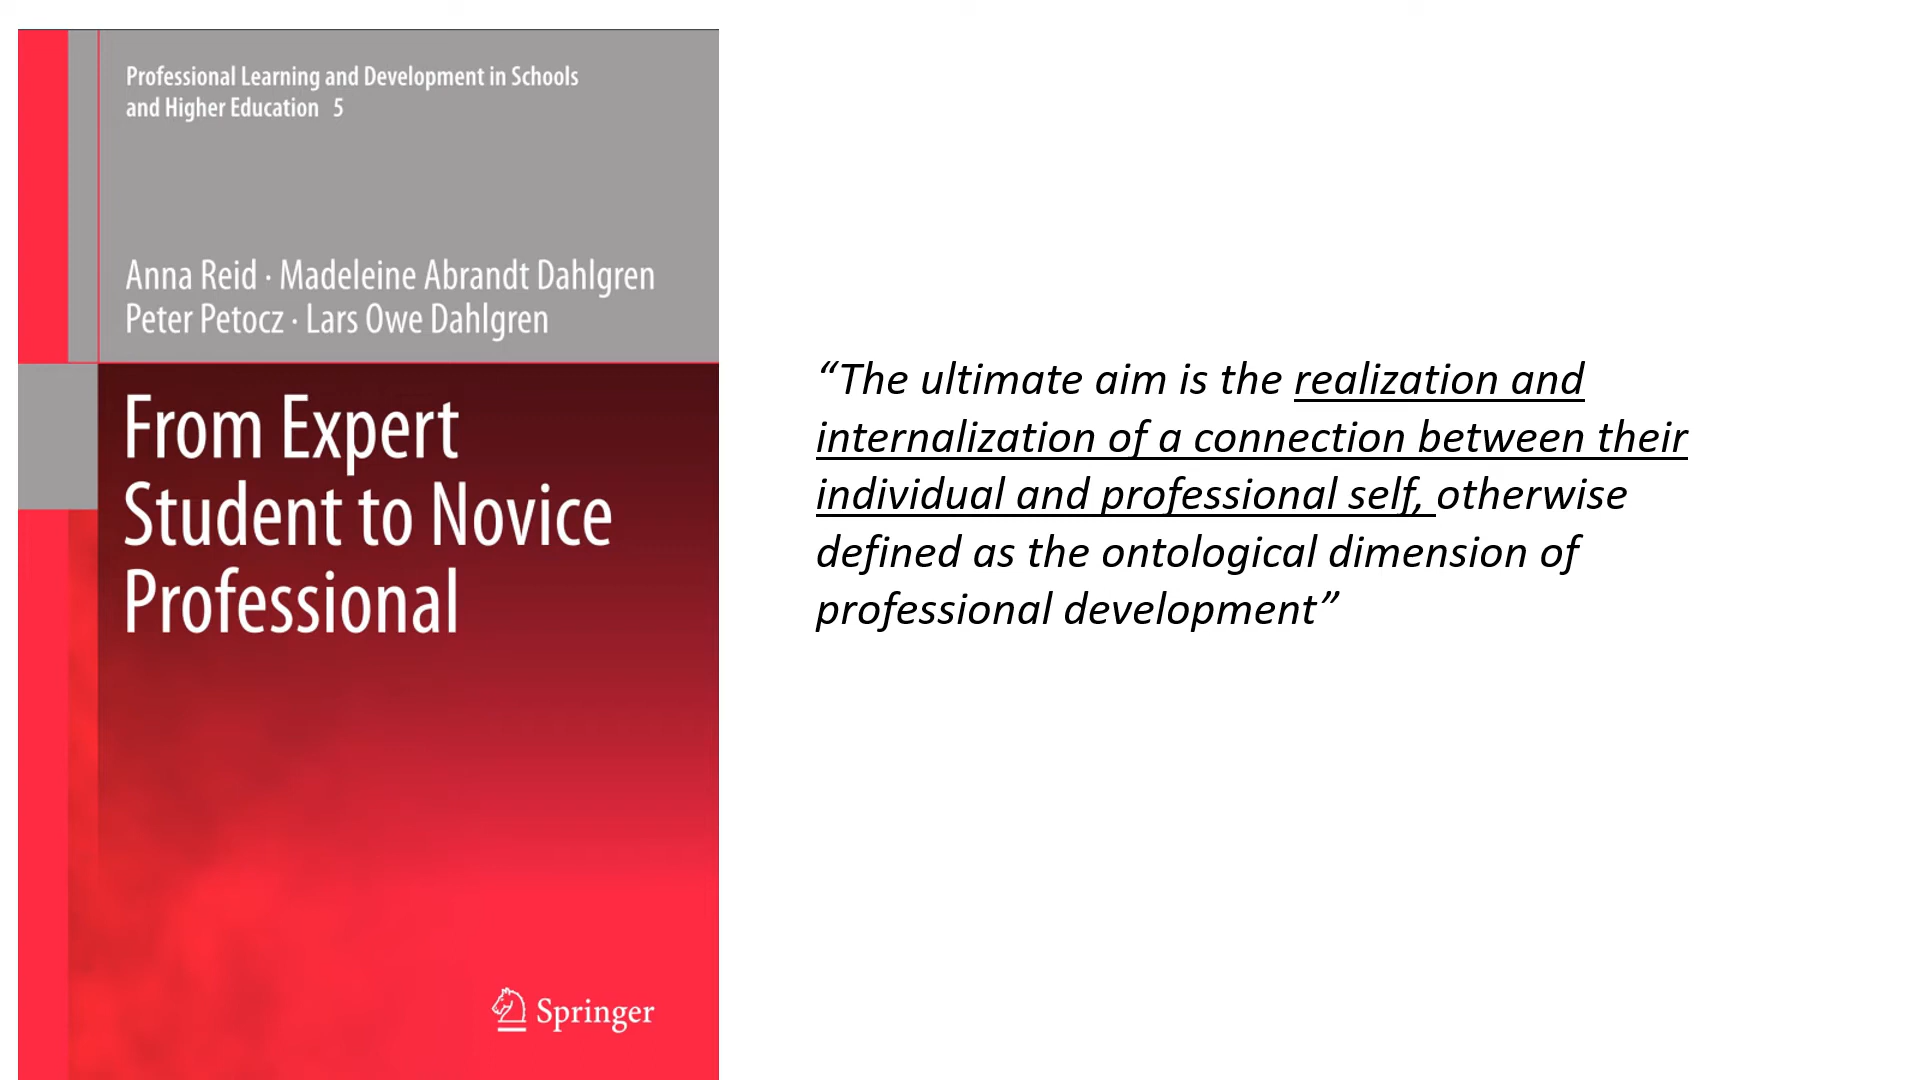 Professional Learning and Development in Schools
and Higher Education 5
Anna Reid · Madeleine Abrandt Dahlgren
Peter Petocz · Lars Owe Dahlgren
From Expert
Student to Novice
Professional
Springer
“The ultimate aim is the realization and
internalization of a connection between their
individual and professional self, otherwise
defined as the ontological dimension of
professional development”